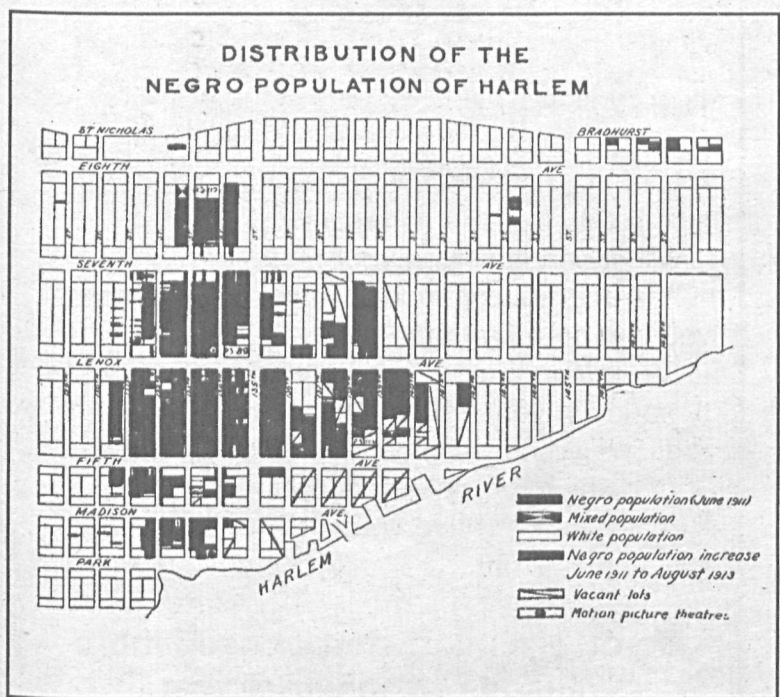 DISTRIBUTION OF THE
NEGRO POPULATION OF HARLEM
ST NICHOLAS
BRADHURST
EIGHTH
AVE
SEVENTH
AVE
LENOX
AVE.
FIFTH
AVE
MADISON
AVE.
PARK
HARLEM
RIVER
Negro population (June 1911)
Mixed population
White population
Negro population increase
June 1911 to August 1913
Vacant lots
Motion picture theatres